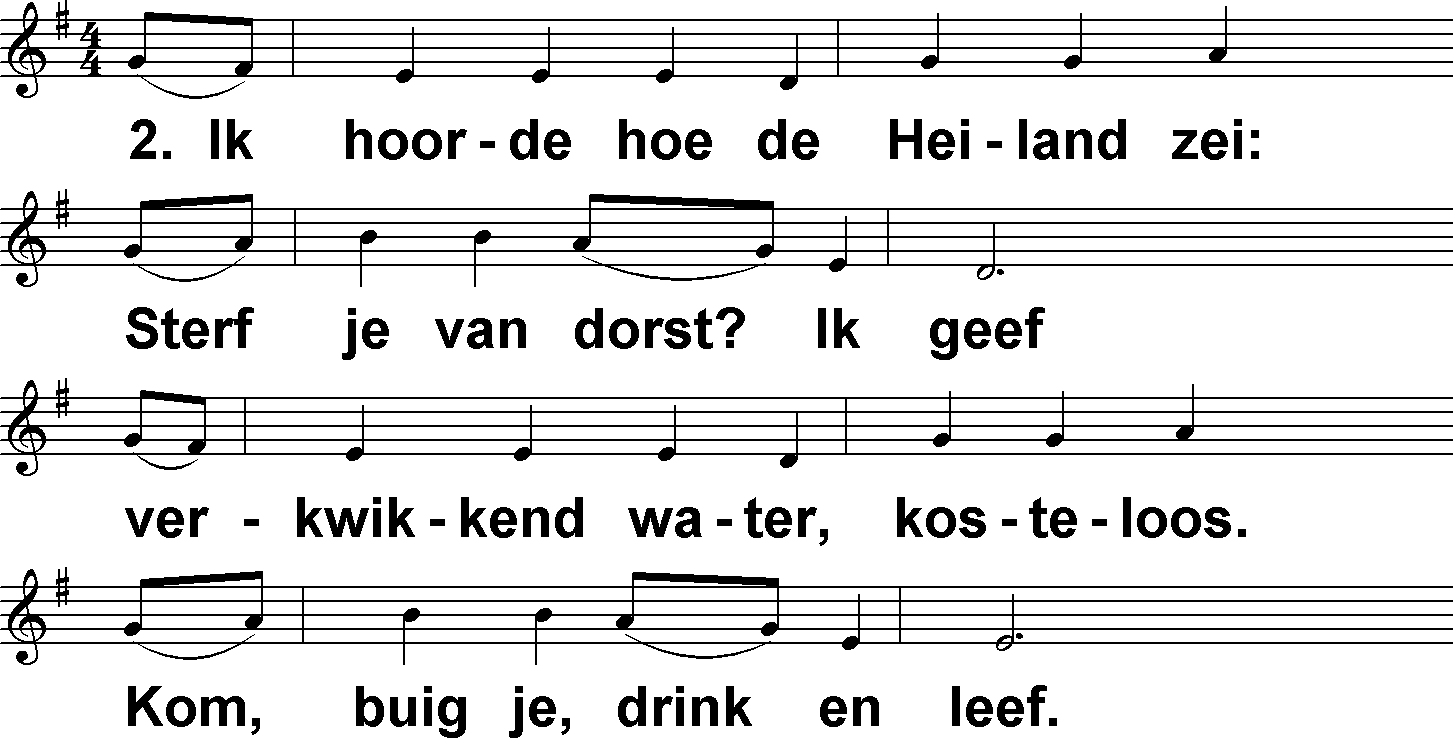 2. Ik hoor - de hoe de Hei - land zei:
Sterf je van dorst? Ik geef
ver - kwik - kend wa - ter, kos - te - loos.
Kom, buig je, drink en leef.